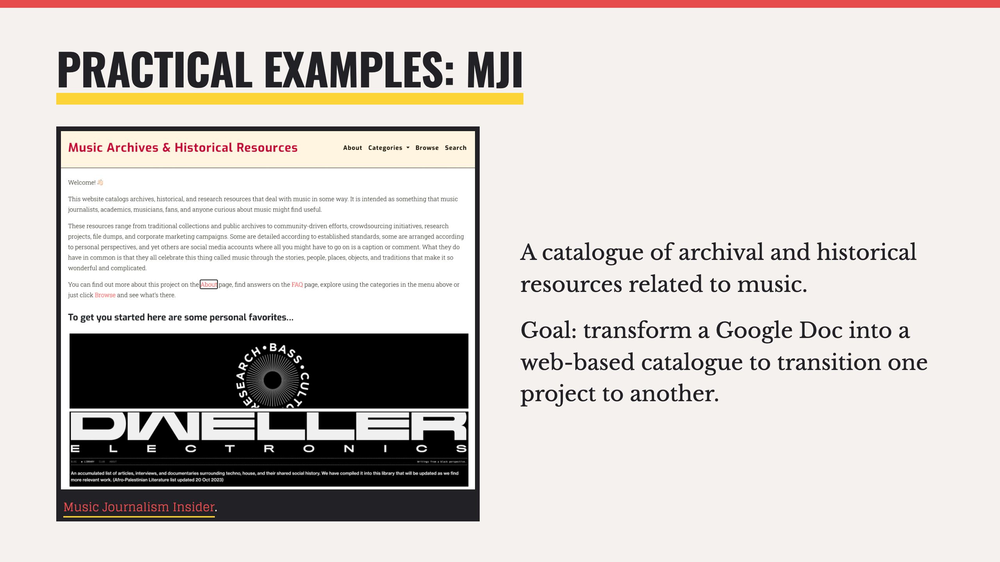 PRACTICAL EXAMPLES: MJI
Music Archives & Historical Resources
About Categories Browse Search
Welcome! 👋🏻
This website catalogs archives, historical, and research resources that deal with music in some way. It is intended as something that music
journalists, academics, musicians, fans, and anyone curious about music might find useful.
These resources range from traditional collections and public archives to community-driven efforts, crowdsourcing initiatives, research
projects, file dumps, and corporate marketing campaigns. Some are detailed according to established standards, some are arranged according
to personal perspectives, and yet others are social media accounts where all you might have to go on is a caption or comment. What they do
have in common is that they all celebrate this thing called music through the stories, people, places, objects, and traditions that make it so
wonderful and complicated.
You can find out more about this project on the About page, find answers on the FAQ page, explore using the categories in the menu above or
just click Browse and see what's there.
To get you started here are some personal favorites...
RESEARCH • BASS • CULTU
DWELLER
ELECTRONICS
BLOG ▶ LIBRARY CLUB ABOUT
Writings from a black perspective.
An accumulated list of articles, interviews, and documentaries surrounding techno, house, and their shared social history. We have compiled it into this library that will be updated as we find
more relevant work. (Afro-Palestinian Literature list updated 20 Oct 2023)
Music Journalism Insider.
A catalogue of archival and historical
resources related to music.
Goal: transform a Google Doc into a
web-based catalogue to transition one
project to another.